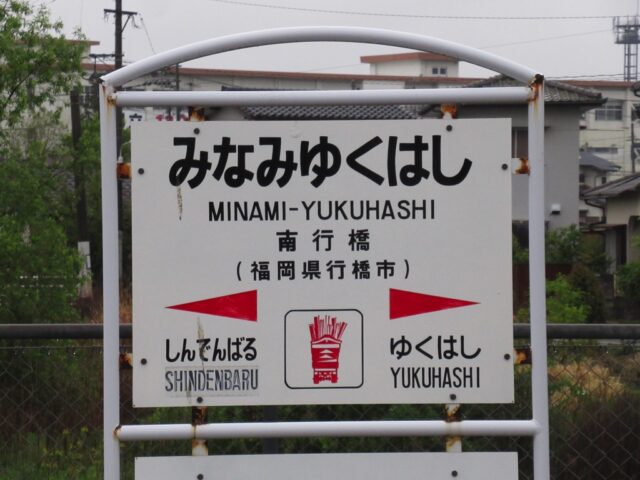 みなみゆくはし
MINAMI-YUKUHASHI
南行橋
(福岡県行橋市)
しんでんばる
SHINDENBARU
ゆくはし
YUKUHASHI